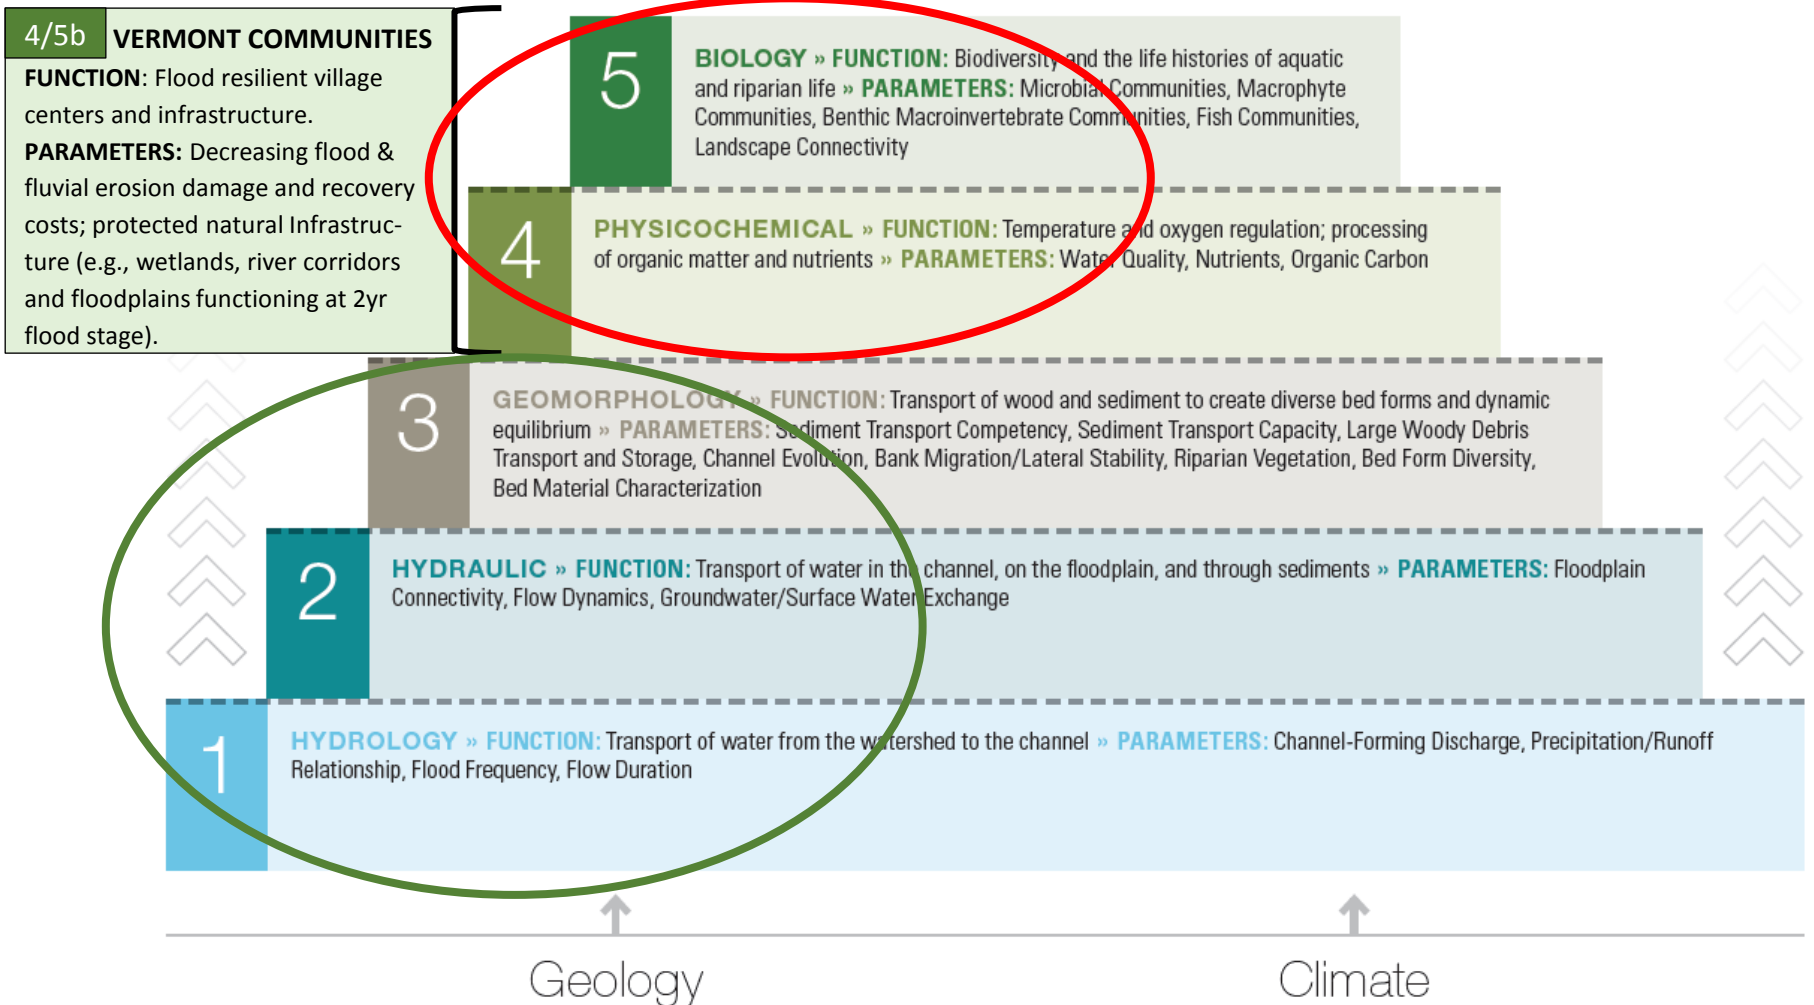 4/5b VERMONT COMMUNITIES
FUNCTION: Flood resilient village
centers and infrastructure.
PARAMETERS: Decreasing flood &
fluvial erosion damage and recovery
costs; protected natural Infrastruc-
ture (e.g., wetlands, river corridors
and floodplains functioning at 2yr
flood stage).
5
BIOLOGY » FUNCTION: Biodiversity and the life histories of aquatic
and riparian life » PARAMETERS: Microbial Communities, Macrophyte
Communities, Benthic Macroinvertebrate Communities, Fish Communities,
Landscape Connectivity
4
PHYSICOCHEMICAL » FUNCTION: Temperature and oxygen regulation; processing
of organic matter and nutrients » PARAMETERS: Water Quality, Nutrients, Organic Carbon
3
GEOMORPHOLOGY » FUNCTION: Transport of wood and sediment to create diverse bed forms and dynamic
equilibrium » PARAMETERS: Sediment Transport Competency, Sediment Transport Capacity, Large Woody Debris
Transport and Storage, Channel Evolution, Bank Migration/Lateral Stability, Riparian Vegetation, Bed Form Diversity,
Bed Material Characterization
2
HYDRAULIC » FUNCTION: Transport of water in the channel, on the floodplain, and through sediments » PARAMETERS: Floodplain
Connectivity, Flow Dynamics, Groundwater/Surface Water Exchange
1
HYDROLOGY » FUNCTION: Transport of water from the watershed to the channel » PARAMETERS: Channel-Forming Discharge, Precipitation/Runoff
Relationship, Flood Frequency, Flow Duration
Geology
Climate